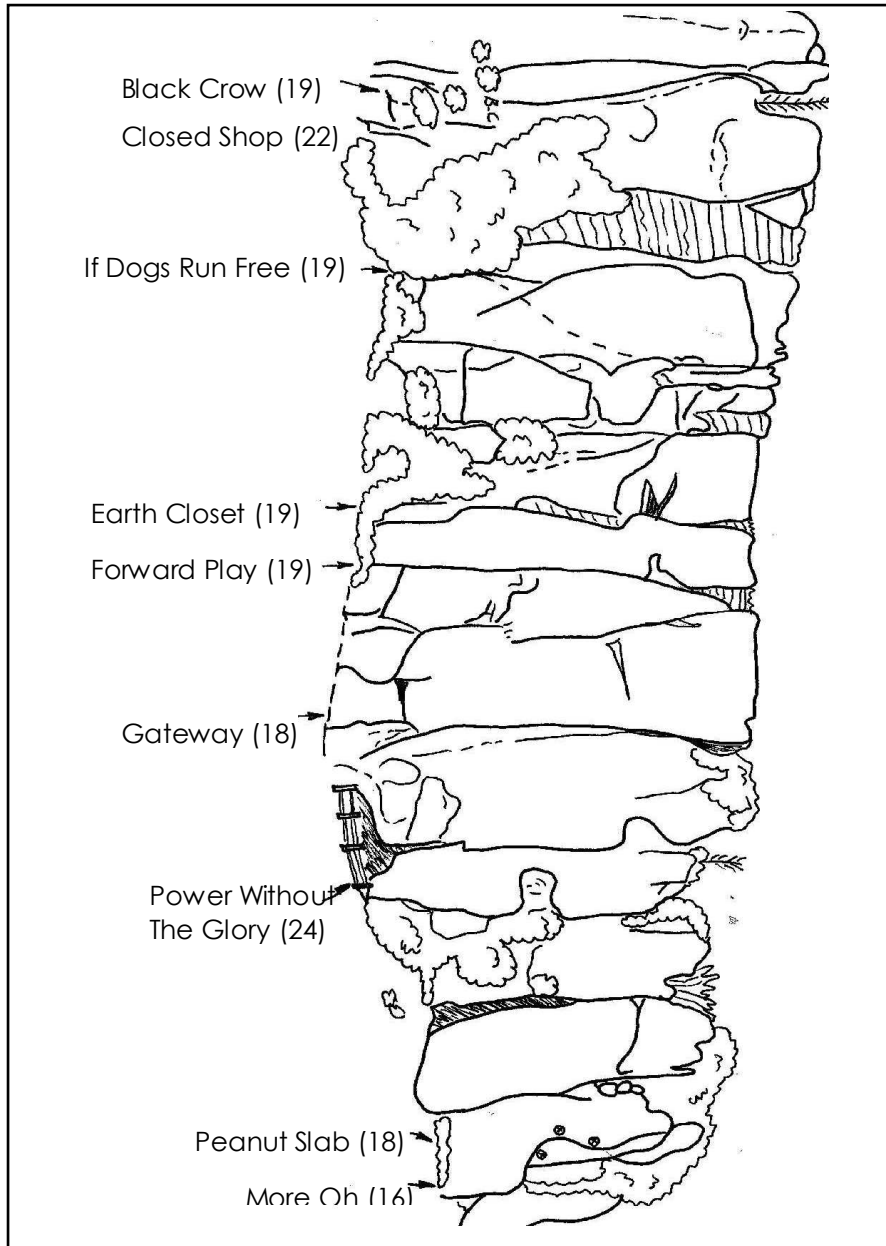 Black Crow (19)
Closed Shop (22)
B.C
If Dogs Run Free (19)
Earth Closet (19)
Forward Play (19)
Gateway (18)
Power Without
The Glory (24)
Peanut Slab (18)
More Oh (16)